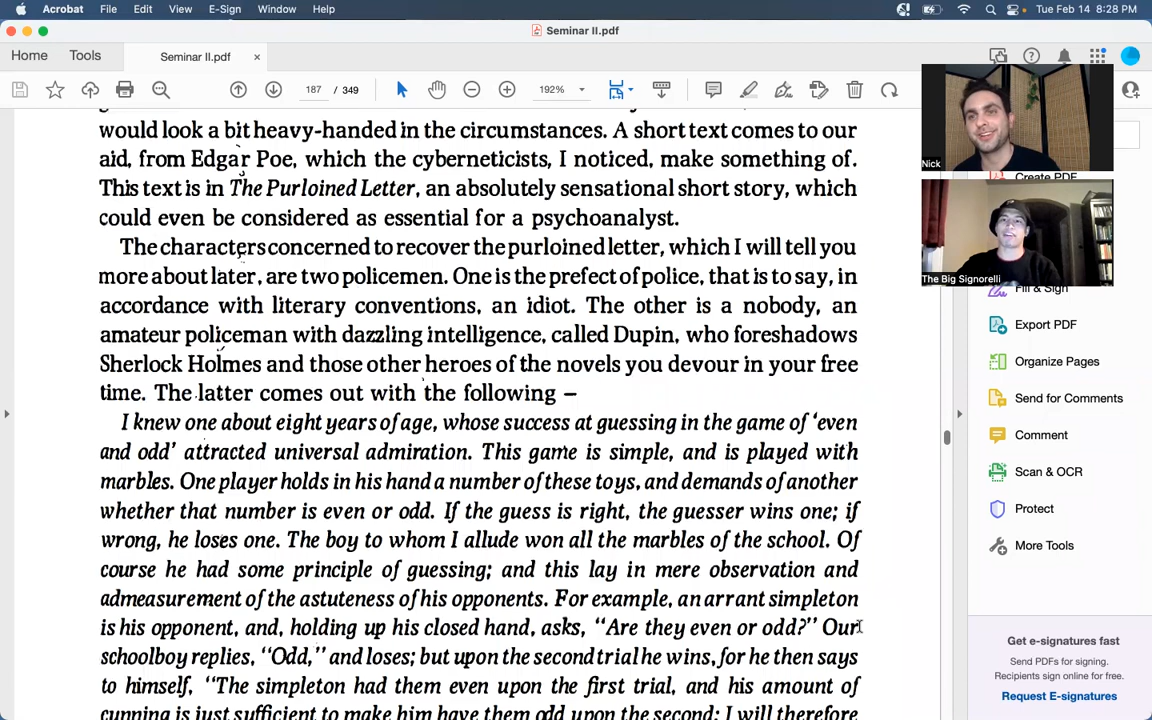 Acrobat File Edit View E-Sign Window Help Tue Feb 14 8:28 PM
Seminar II.pdf
Home Tools Seminar II.pdf ×
187 / 349 192%
would look a bit heavy-handed in the circumstances. A short text comes to our
aid, from Edgar Poe, which the cyberneticists, I noticed, make something of.
This text is in The Purloined Letter, an absolutely sensational short story, which
could even be considered as essential for a psychoanalyst.
The characters concerned to recover the purloined letter, which I will tell you
more about later, are two policemen. One is the prefect of police, that is to say, in
accordance with literary conventions, an idiot. The other is a nobody, an
amateur policeman with dazzling intelligence, called Dupin, who foreshadows
Sherlock Holmes and those other heroes of the novels you devour in your free
time. The latter comes out with the following –
I knew one about eight years of age, whose success at guessing in the game of ‘even
and odd’ attracted universal admiration. This game is simple, and is played with
marbles. One player holds in his hand a number of these toys, and demands of another
whether that number is even or odd. If the guess is right, the guesser wins one; if
wrong, he loses one. The boy to whom I allude won all the marbles of the school. Of
course he had some principle of guessing; and this lay in mere observation and
admeasurement of the astuteness of his opponents. For example, an arrant simpleton
is his opponent, and, holding up his closed hand, asks, “Are they even or odd?” Our
schoolboy replies, “Odd,” and loses; but upon the second trial he wins, for he then says
to himself, “The simpleton had them even upon the first trial, and his amount of
cunning is just sufficient to make him have them odd upon the second; I will therefore
Nick
The Big Signorelli
Create PDF
Fill & Sign
Export PDF
Organize Pages
Send for Comments
Comment
Scan & OCR
Protect
More Tools
Get e-signatures fast
Send PDFs for signing.
Recipients sign online for free.
Request E-signatures